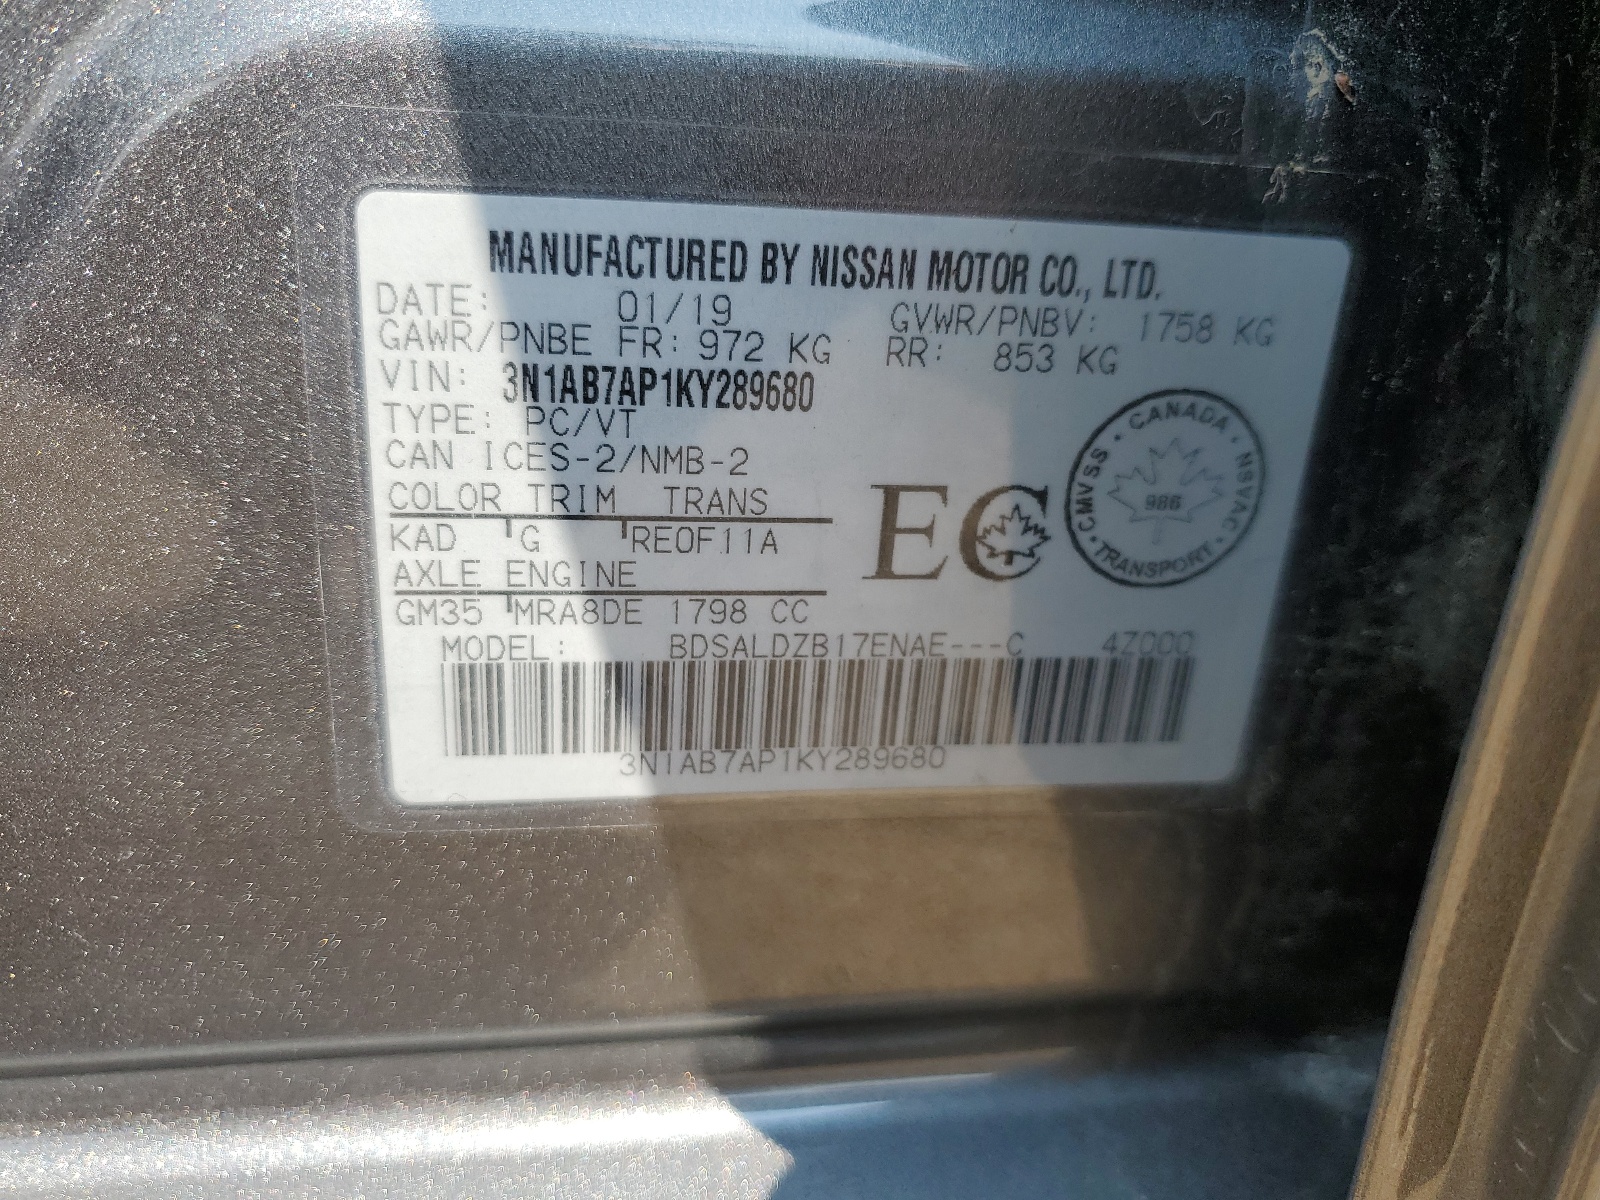 MANUFACTURED BY NISSAN MOTOR CO., LTD.
DATE: 01/19 GVWR/PNBV: 1758 KG
GAWR/PNBE FR: 972 KG RR: 853 KG
VIN: 3N1AB7AP1KY289680
TYPE: PC/VT
CAN ICES-2/NMB-2
COLOR TRIM TRANS
KAD G RE0F11A
AXLE ENGINE
GM35 MRA8DE 1798 CC
MODEL: BDSALDZB17ENAE---C 4Z000
3N1AB7AP1KY289680
EC
CANADA · NSVAC · TRANSPORT · CMVSS ·
986